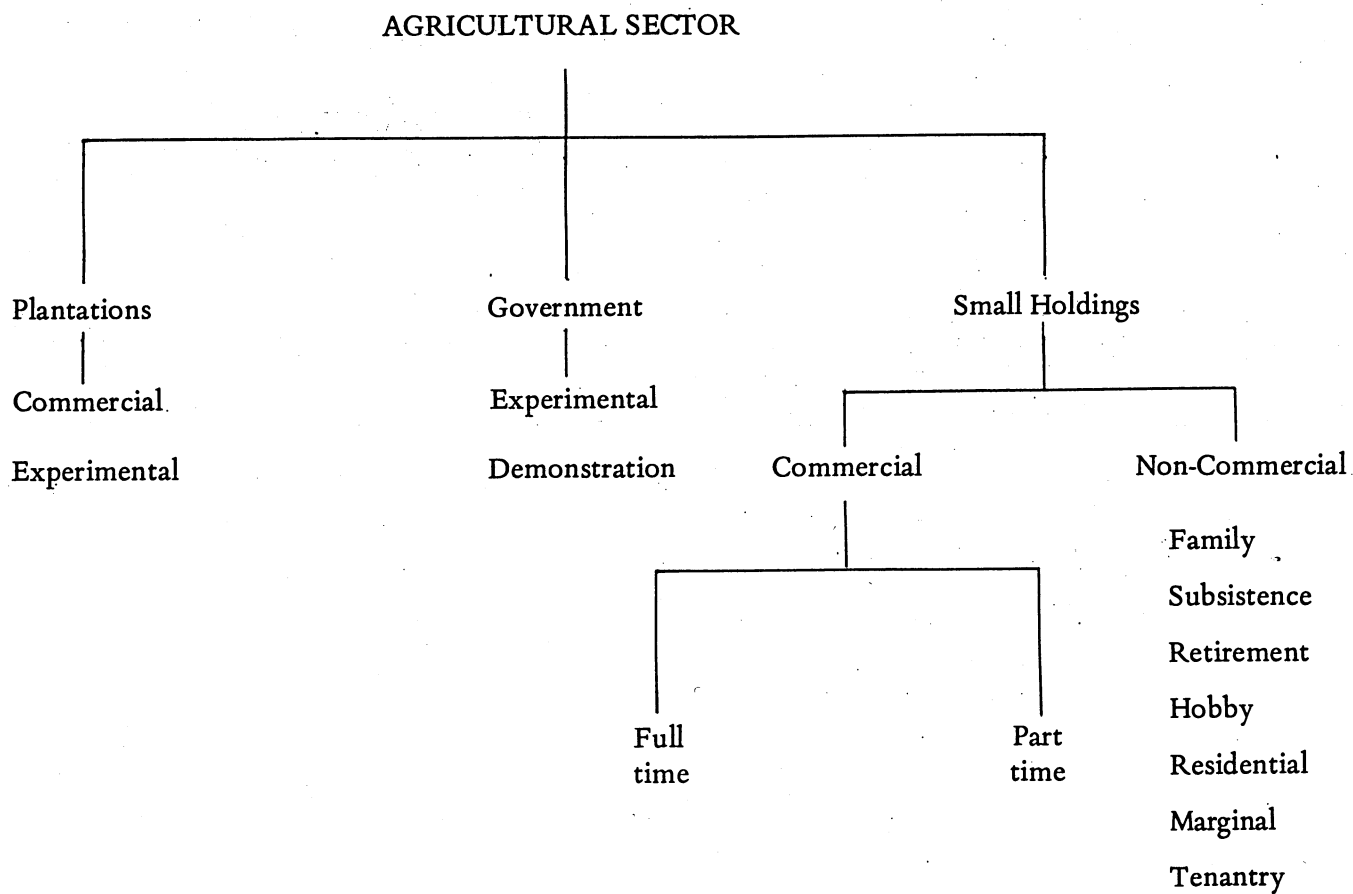 AGRICULTURAL SECTOR
Plantations
Government
Small Holdings
Commercial
Experimental
Experimental
Demonstration
Commercial
Non-Commercial
Family
Subsistence
Retirement
Hobby
Residential
Marginal
Tenantry
Full
time
Part
time